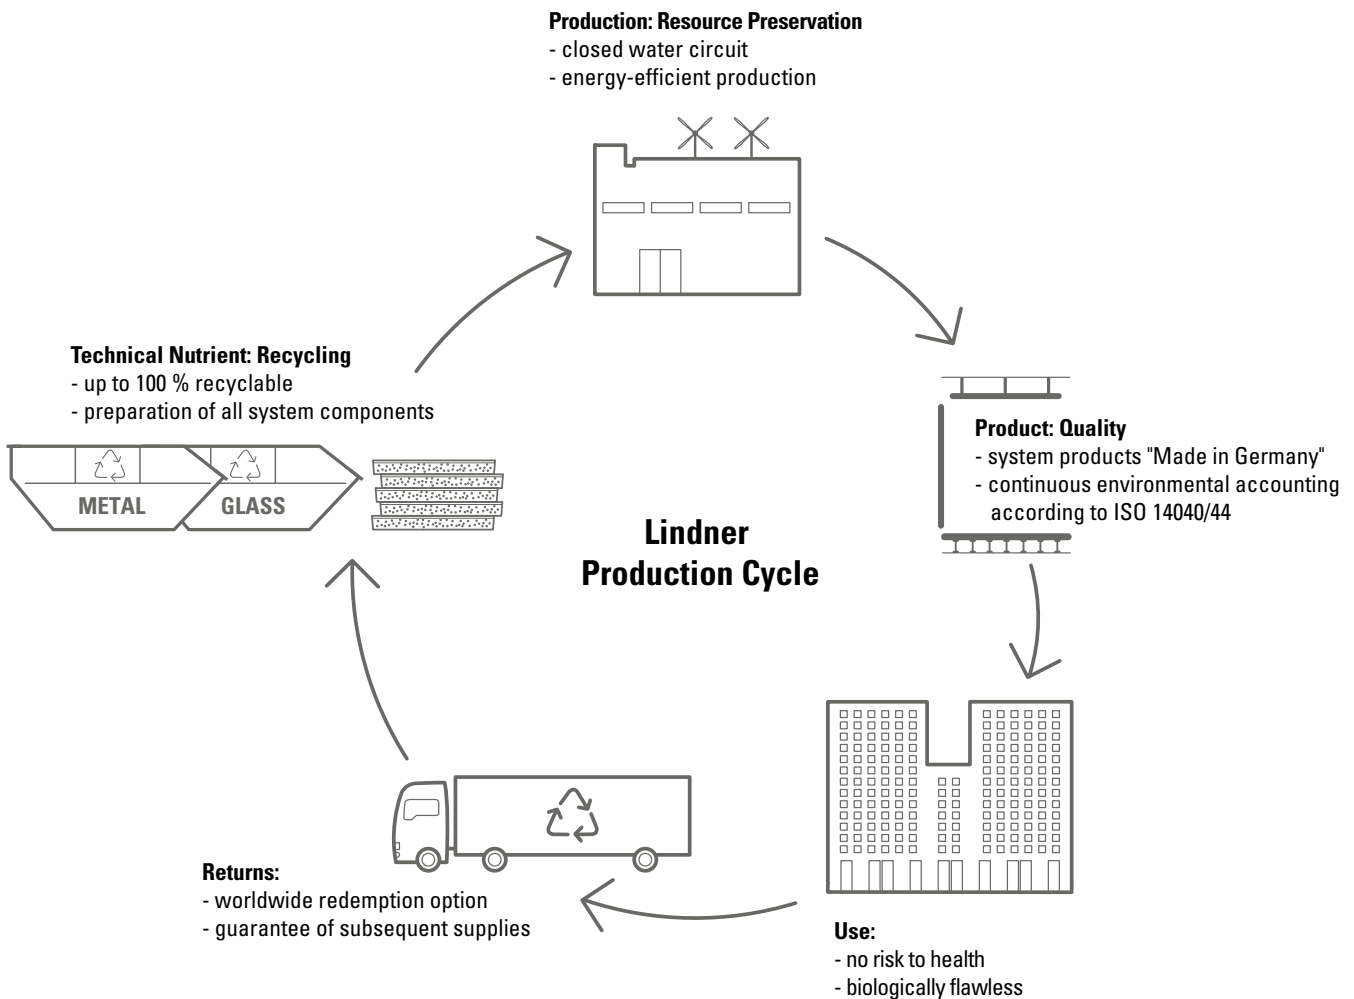 Production: Resource Preservation
- closed water circuit
- energy-efficient production
Technical Nutrient: Recycling
- up to 100 % recyclable
- preparation of all system components
METAL
GLASS
Product: Quality
- system products "Made in Germany"
- continuous environmental accounting
according to ISO 14040/44
Lindner
Production Cycle
Returns:
- worldwide redemption option
- guarantee of subsequent supplies
Use:
- no risk to health
- biologically flawless